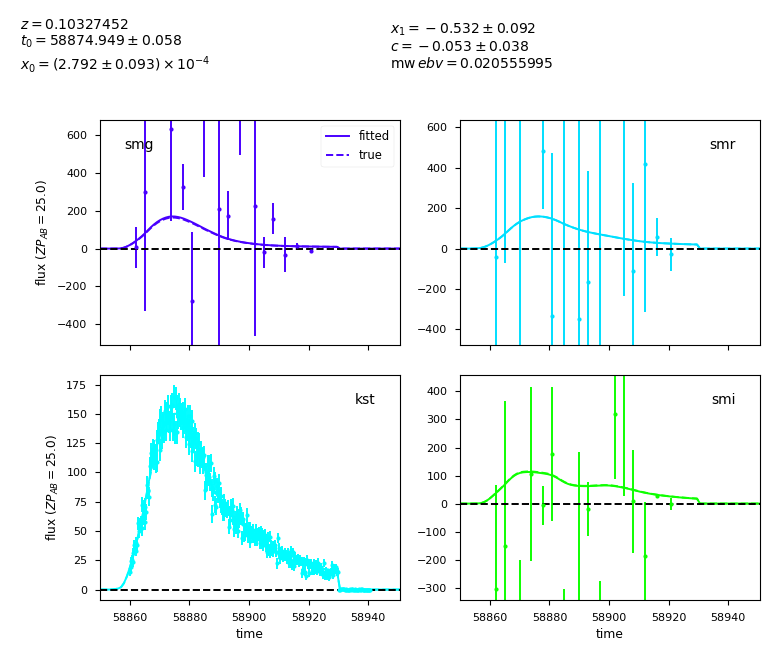 z = 0.10327452
t₀ = 58874.949 ± 0.058
x₀ = (2.792 ± 0.093) × 10⁻⁴
x₁ = −0.532 ± 0.092
c = −0.053 ± 0.038
mw ebv = 0.020555995
smg
fitted
true
600
400
200
0
−200
−400
flux (ZP_AB = 25.0)
smr
600
400
200
0
−200
−400
kst
175
150
125
100
75
50
25
0
flux (ZP_AB = 25.0)
58860 58880 58900 58920 58940
time
smi
400
300
200
100
0
−100
−200
−300
58860 58880 58900 58920 58940
time